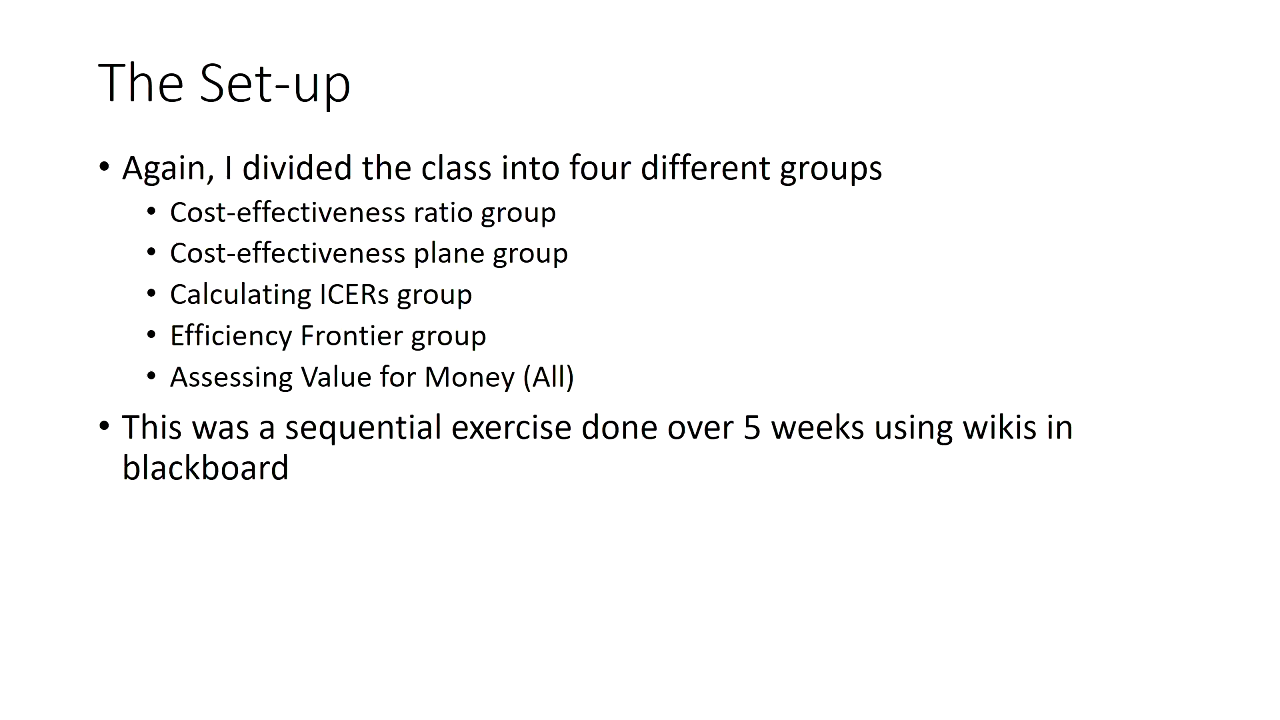 The Set-up
• Again, I divided the class into four different groups
• Cost-effectiveness ratio group
• Cost-effectiveness plane group
• Calculating ICERs group
• Efficiency Frontier group
• Assessing Value for Money (All)
• This was a sequential exercise done over 5 weeks using wikis in
blackboard